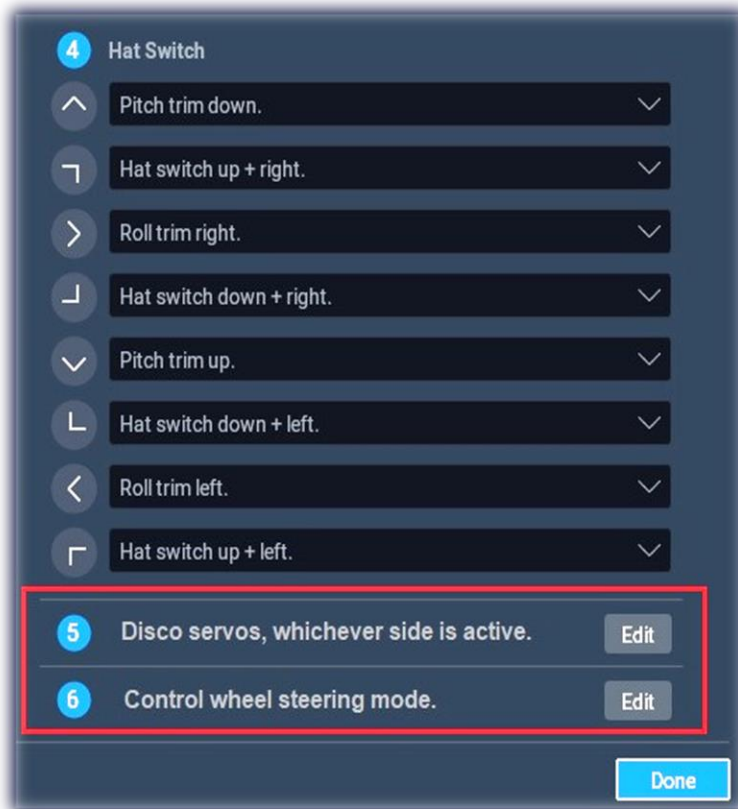 4 Hat Switch
Pitch trim down.
Hat switch up + right.
Roll trim right.
Hat switch down + right.
Pitch trim up.
Hat switch down + left.
Roll trim left.
Hat switch up + left.
5 Disco servos, whichever side is active. Edit
6 Control wheel steering mode. Edit
Done